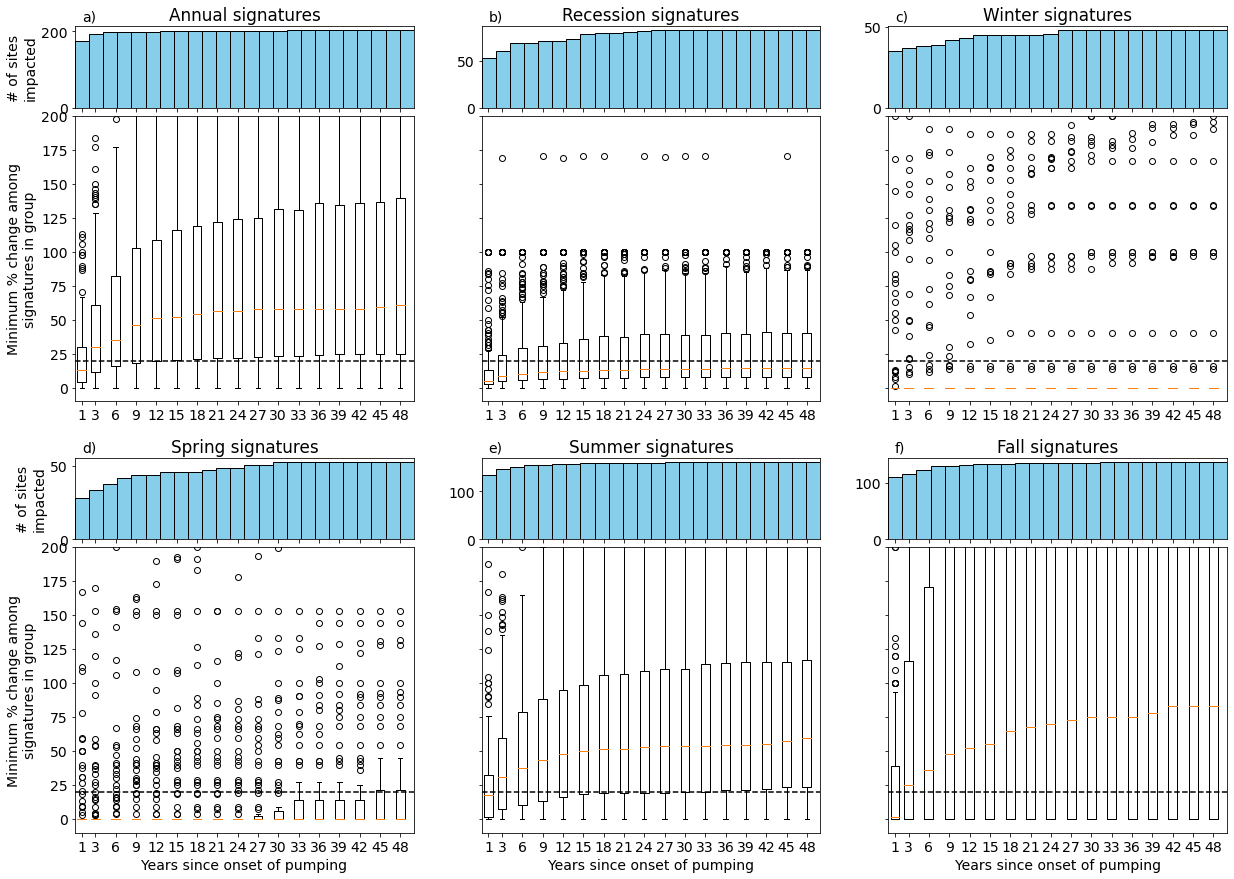 a) Annual signatures
b) Recession signatures
c) Winter signatures
200
0
50
0
50
0
# of sites
impacted
200
175
150
125
100
75
50
25
0
Minimum % change among
signatures in group
1 3 6 9 12 15 18 21 24 27 30 33 36 39 42 45 48
1 3 6 9 12 15 18 21 24 27 30 33 36 39 42 45 48
1 3 6 9 12 15 18 21 24 27 30 33 36 39 42 45 48
d) Spring signatures
e) Summer signatures
f) Fall signatures
50
0
100
0
100
0
# of sites
impacted
200
175
150
125
100
75
50
25
0
Minimum % change among
signatures in group
1 3 6 9 12 15 18 21 24 27 30 33 36 39 42 45 48
1 3 6 9 12 15 18 21 24 27 30 33 36 39 42 45 48
1 3 6 9 12 15 18 21 24 27 30 33 36 39 42 45 48
Years since onset of pumping
Years since onset of pumping
Years since onset of pumping